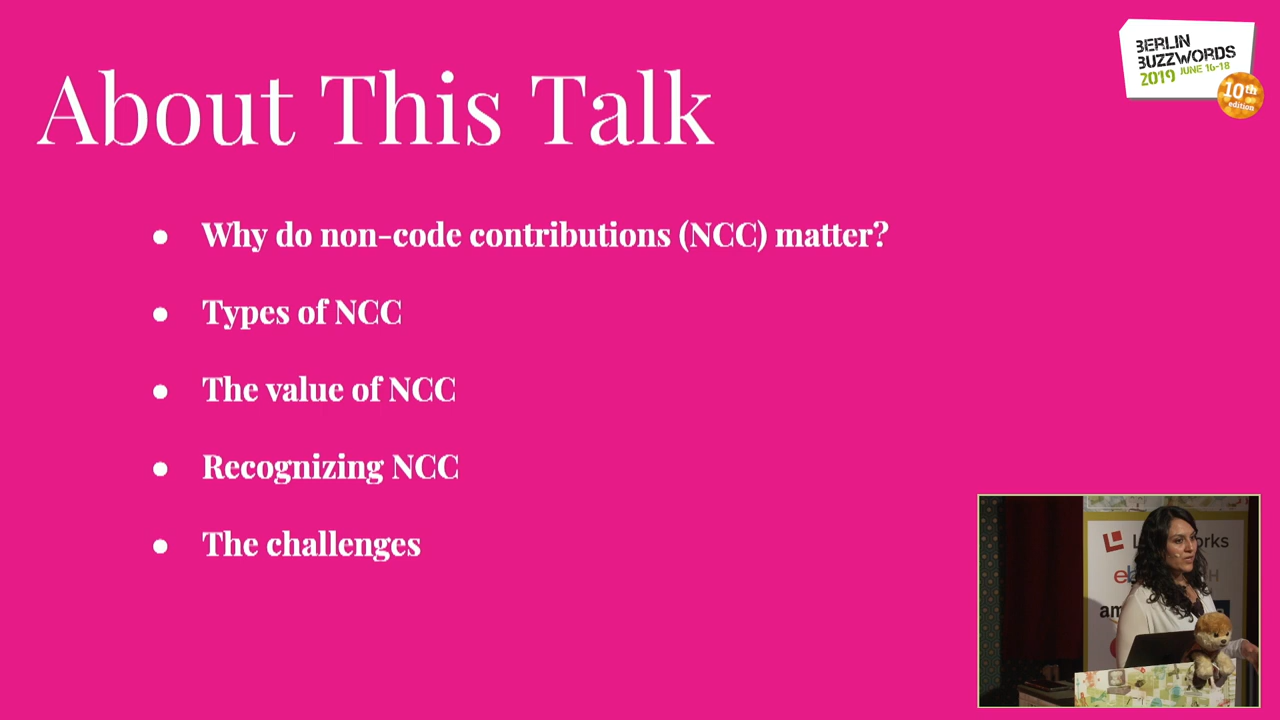 BERLIN
BUZZWORDS
2019 JUNE 16-18
10th
edition
About This Talk
Why do non-code contributions (NCC) matter?
Types of NCC
The value of NCC
Recognizing NCC
The challenges